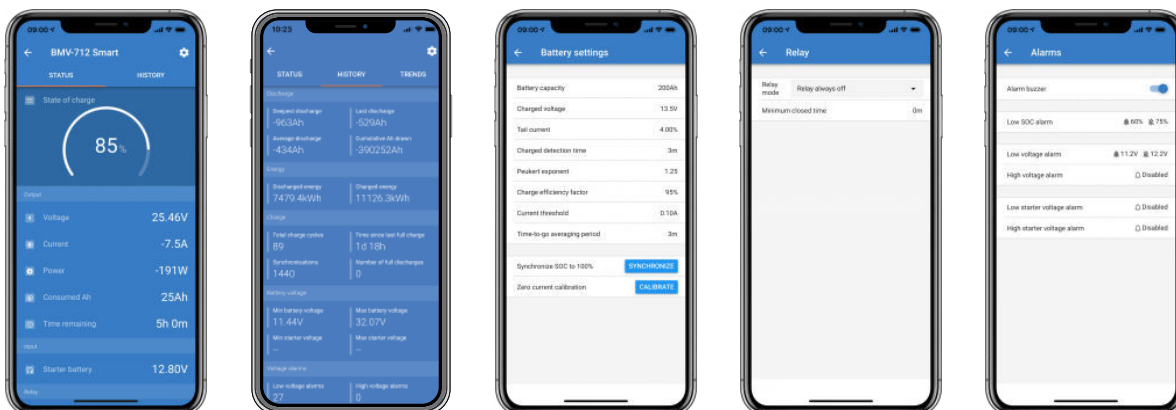 09:00
BMV-712 Smart
STATUS
HISTORY
State of charge
85%
Output
Voltage
25.46V
Current
-7.5A
Power
-191W
Consumed Ah
25Ah
Time remaining
5h 0m
Input
Starter battery
12.80V
Relay
10:23
STATUS
HISTORY
TRENDS
Discharge
Deepest discharge
Last discharge
-963Ah
-529Ah
Average discharge
Cumulative Ah drawn
-434Ah
-390252Ah
Energy
Discharged energy
Charged energy
7479.4kWh
11126.3kWh
Charge
Total charge cycles
Time since last full charge
89
1d 18h
Synchronisations
Number of full discharges
1440
0
Battery voltage
Min battery voltage
Max battery voltage
11.44V
32.07V
Min starter voltage
Max starter voltage
--
--
Voltage alarms
Low voltage alarms
High voltage alarms
27
0
09:00
Battery settings
Battery capacity
200Ah
Charged voltage
13.5V
Tail current
4.00%
Charged detection time
3m
Peukert exponent
1.25
Charge efficiency factor
95%
Current threshold
0.10A
Time-to-go averaging period
3m
Synchronize SOC to 100%
SYNCHRONIZE
Zero current calibration
CALIBRATE
09:00
Relay
Relay mode
Relay always off
Minimum closed time
0m
09:00
Alarms
Alarm buzzer
Low SOC alarm
60% 75%
Low voltage alarm
11.2V 12.2V
High voltage alarm
Disabled
Low starter voltage alarm
Disabled
High starter voltage alarm
Disabled